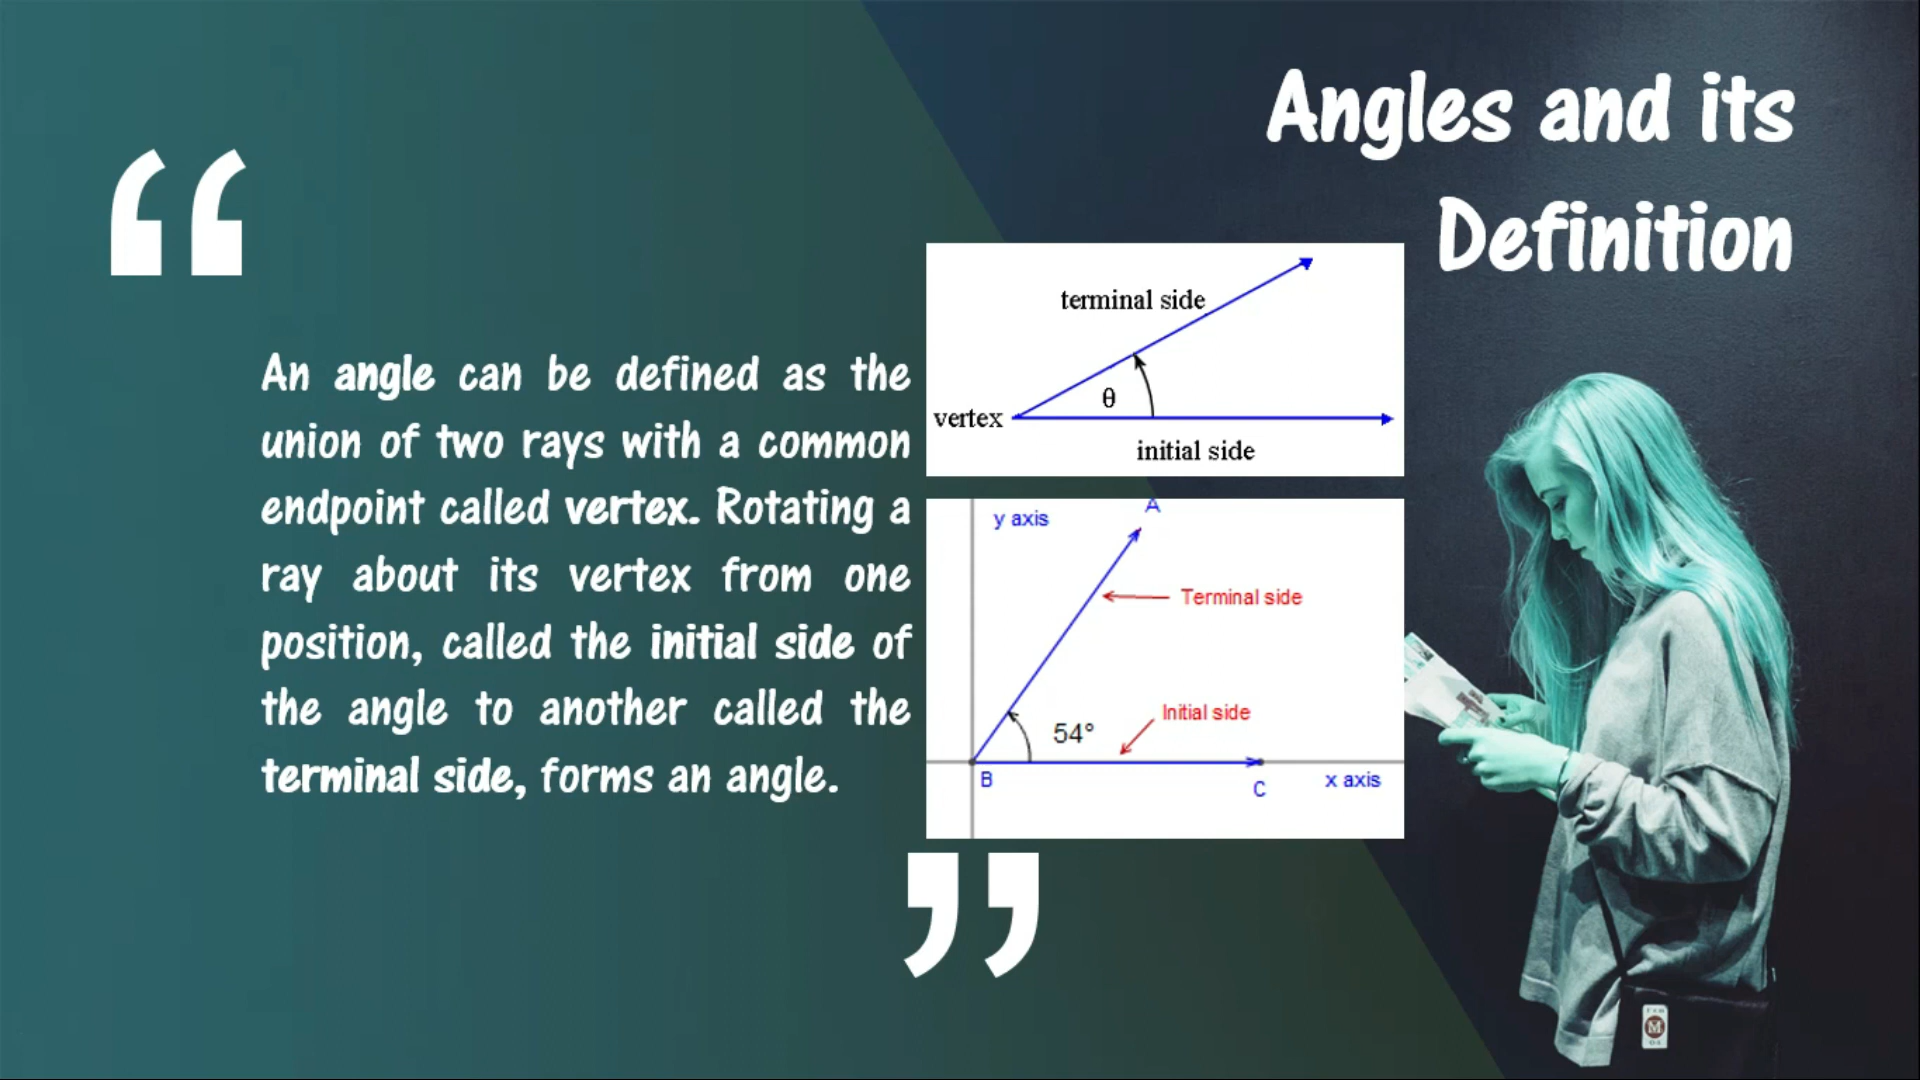 Angles and its
Definition
“
An angle can be defined as the
union of two rays with a common
endpoint called vertex. Rotating a
ray about its vertex from one
position, called the initial side of
the angle to another called the
terminal side, forms an angle.
”
terminal side
θ
vertex
initial side
y axis
A
Terminal side
Initial side
54°
B
C
x axis
M